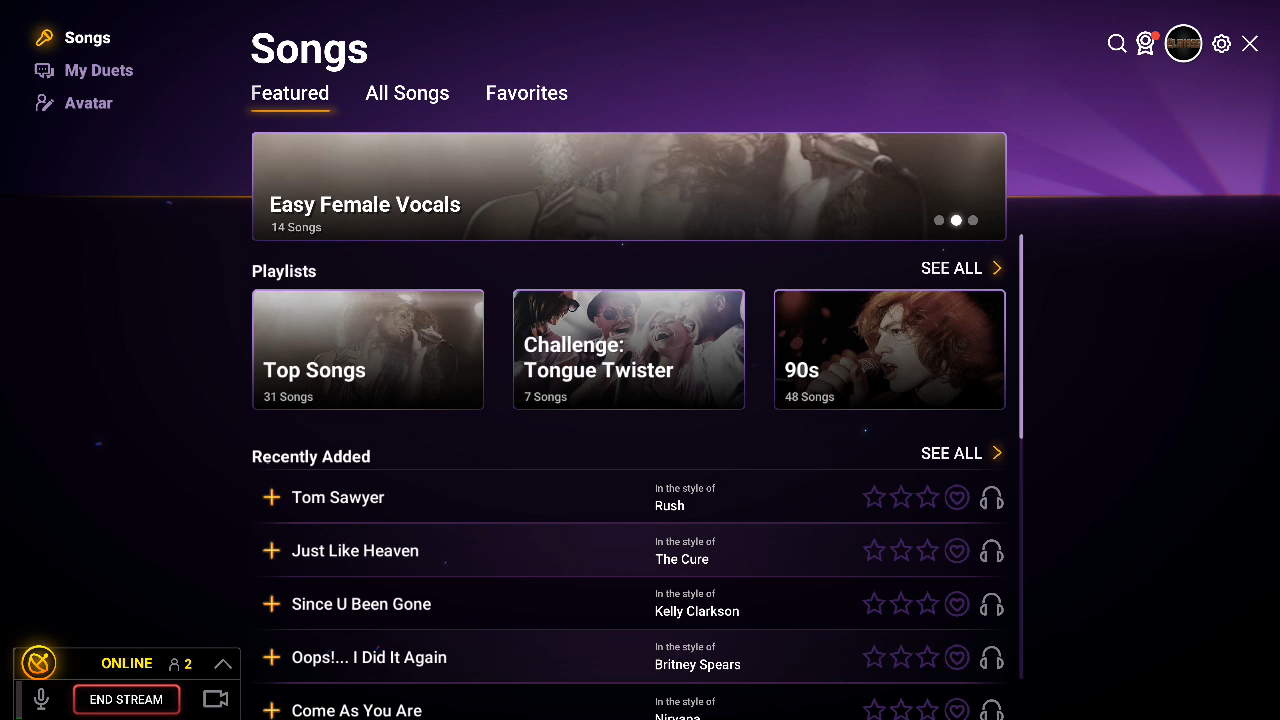 Songs
My Duets
Avatar
Songs
Featured
All Songs
Favorites
Easy Female Vocals
14 Songs
Playlists
SEE ALL
Top Songs
31 Songs
Challenge:
Tongue Twister
7 Songs
90s
48 Songs
Recently Added
SEE ALL
Tom Sawyer
In the style of
Rush
Just Like Heaven
In the style of
The Cure
Since U Been Gone
In the style of
Kelly Clarkson
Oops!... I Did It Again
In the style of
Britney Spears
Come As You Are
In the style of
Nirvana
ONLINE
2
END STREAM